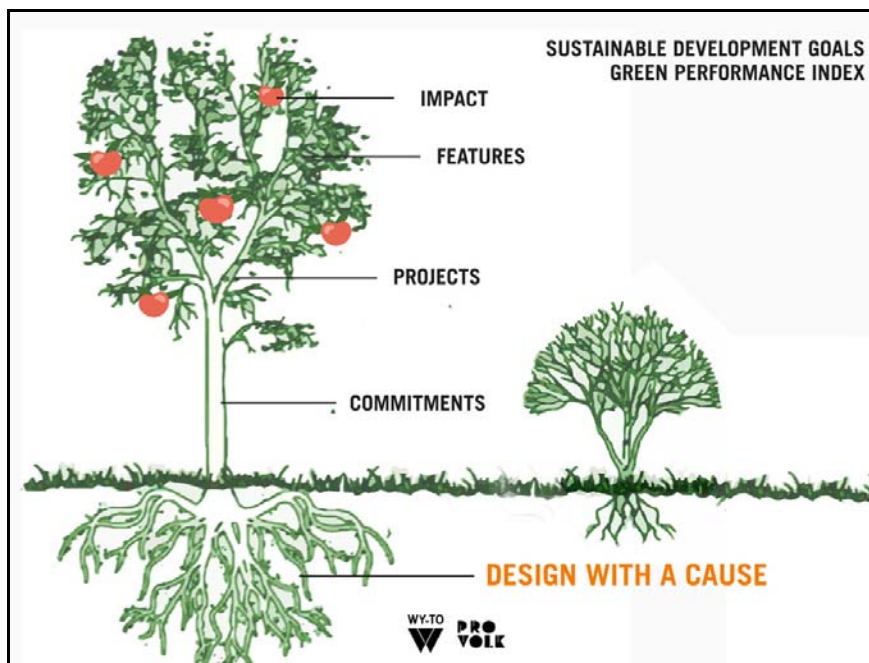 SUSTAINABLE DEVELOPMENT GOALS
GREEN PERFORMANCE INDEX
IMPACT
FEATURES
PROJECTS
COMMITMENTS
DESIGN WITH A CAUSE
WY-TO
PRO
VOLK